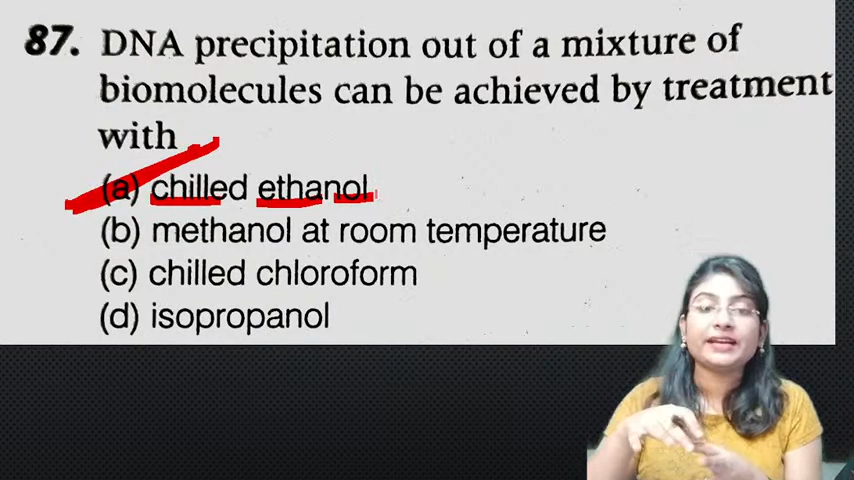 87. DNA precipitation out of a mixture of
biomolecules can be achieved by treatment
with
(a) chilled ethanol
(b) methanol at room temperature
(c) chilled chloroform
(d) isopropanol